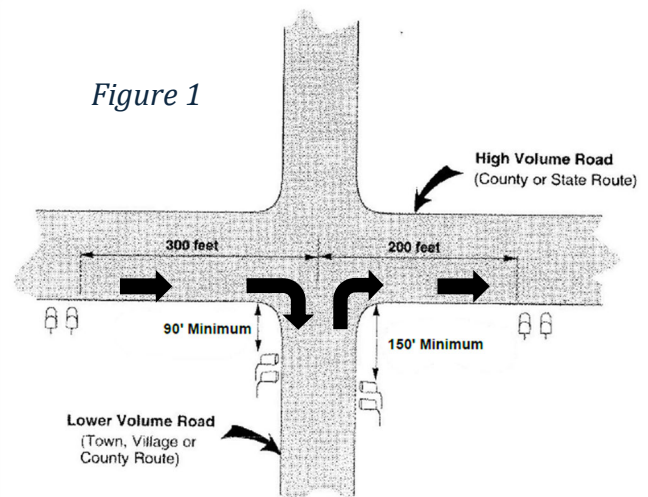 Figure 1
High Volume Road
(County or State Route)
300 feet
200 feet
90' Minimum
150' Minimum
Lower Volume Road
(Town, Village or
County Route)